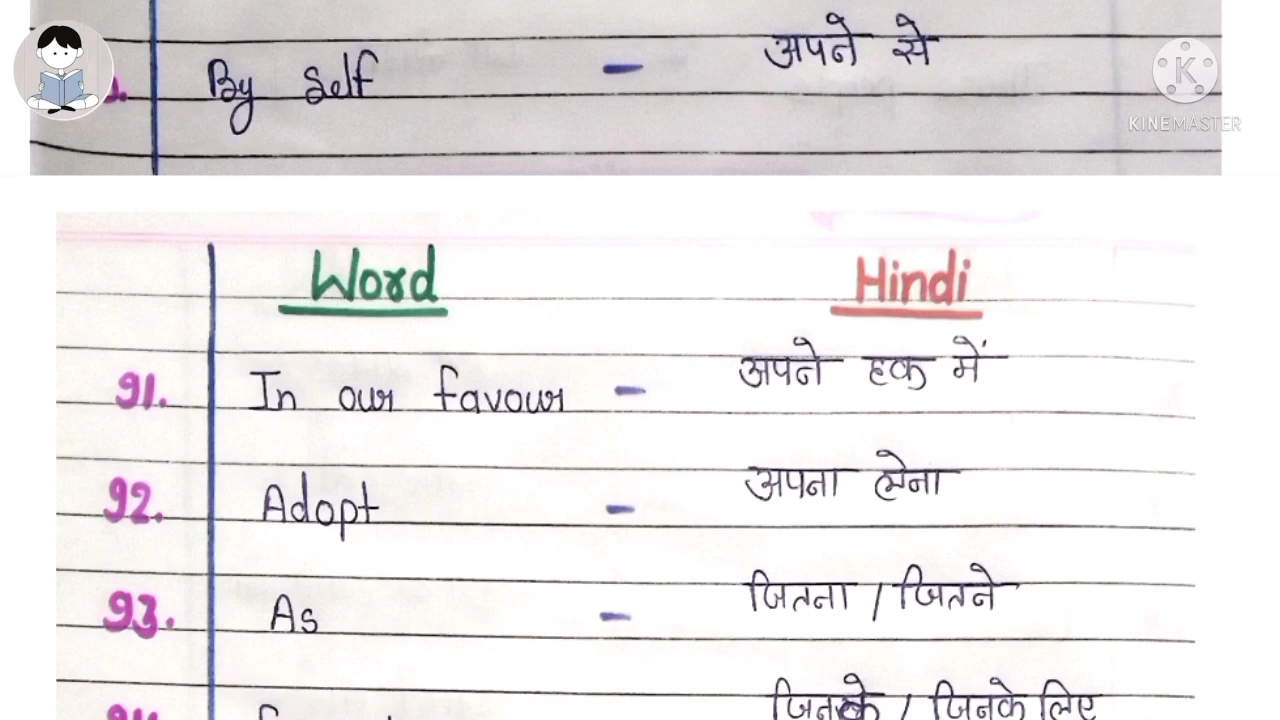 By Self - अपने से
KINEMASTER
Word Hindi
91. In our favour - अपने हक में
92. Adopt - अपना लेना
93. As - जितना / जितने
जिनके / जिनके लिए